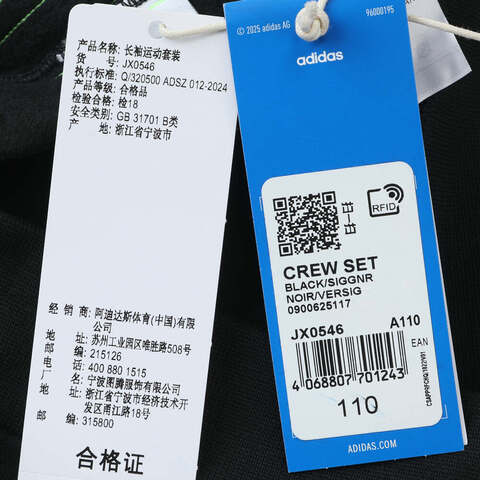 产品名称: 长袖运动套装
货 号: JX0546
执行标准: Q/320500 ADSZ 012-2024
产品等级: 合格品
检验合格: 检18
安全类别: GB 31701 B类
产 地: 浙江省宁波市
经 销 商: 阿迪达斯体育(中国)有限
公司
地 址: 苏州工业园区唯胜路508号
邮 编: 215126
电 话: 400 880 1515
厂 名: 宁波图腾服饰有限公司
厂 址: 浙江省宁波市经济技术开
发区甬江路18号
邮 编: 315800
合格证
© 2025 adidas AG
96000195
adidas
RFID
CREW SET
BLACK/SIGGNR
NOIR/VERSIG
0900625117
JX0546 A110
EAN
4 068807 701243
110
ADIDAS.COM